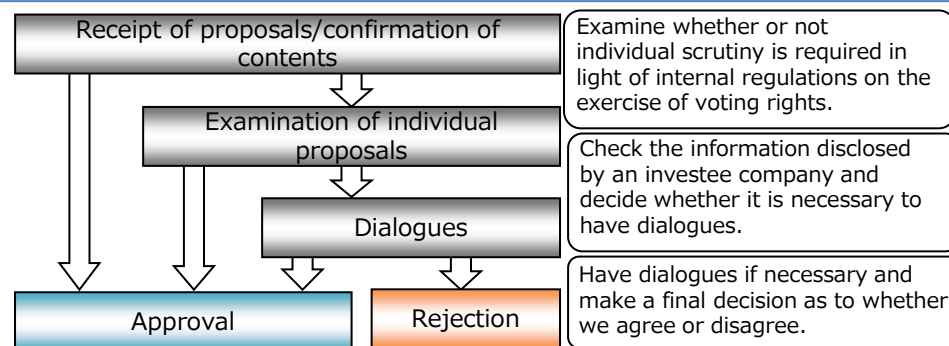 Receipt of proposals/confirmation of
contents
Examine whether or not
individual scrutiny is required in
light of internal regulations on the
exercise of voting rights.
Examination of individual
proposals
Check the information disclosed
by an investee company and
decide whether it is necessary to
have dialogues.
Dialogues
Have dialogues if necessary and
make a final decision as to whether
we agree or disagree.
Approval
Rejection